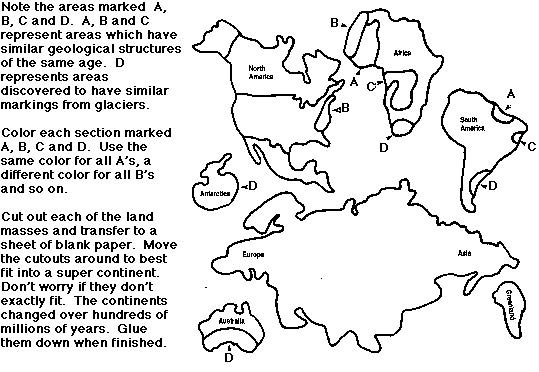 Note the areas marked A,
B, C and D. A, B and C
represent areas which have
similar geological structures
of the same age. D
represents areas
discovered to have similar
markings from glaciers.
Color each section marked
A, B, C and D. Use the
same color for all A's, a
different color for all B's
and so on.
Cut out each of the land
masses and transfer to a
sheet of blank paper. Move
the cutouts around to best
fit into a super continent.
Don't worry if they don't
exactly fit. The continents
changed over hundreds of
millions of years. Glue
them down when finished.
B
Africa
North
America
A
C
B
D
A
South
America
C
D
Antarctica
D
Europe
Asia
Greenland
Australia
D